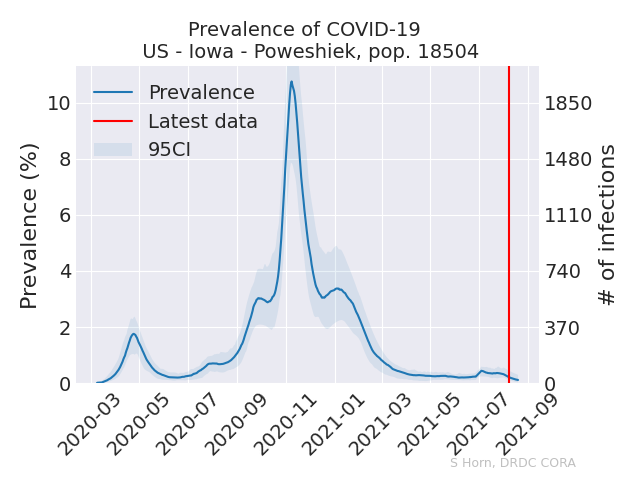 Prevalence of COVID-19
US - Iowa - Poweshiek, pop. 18504
Prevalence
Latest data
95CI
Prevalence (%)
10
8
6
4
2
0
# of infections
1850
1480
1110
740
370
0
2020-03
2020-05
2020-07
2020-09
2020-11
2021-01
2021-03
2021-05
2021-07
2021-09
S Horn, DRDC CORA